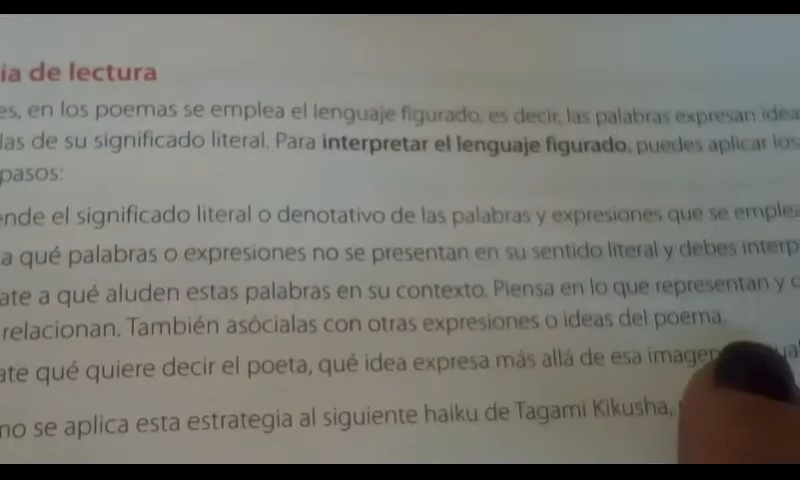 ia de lectura
es, en los poemas se emplea el lenguaje figurado, es decir, las palabras expresan idea
las de su significado literal. Para interpretar el lenguaje figurado, puedes aplicar los
pasos:
ende el significado literal o denotativo de las palabras y expresiones que se emplea
a qué palabras o expresiones no se presentan en su sentido literal y debes interp
ate a qué aluden estas palabras en su contexto. Piensa en lo que representan y c
relacionan. También asócialas con otras expresiones o ideas del poema.
ate qué quiere decir el poeta, qué idea expresa más allá de esa imagen
no se aplica esta estrategia al siguiente haiku de Tagami Kikusha,